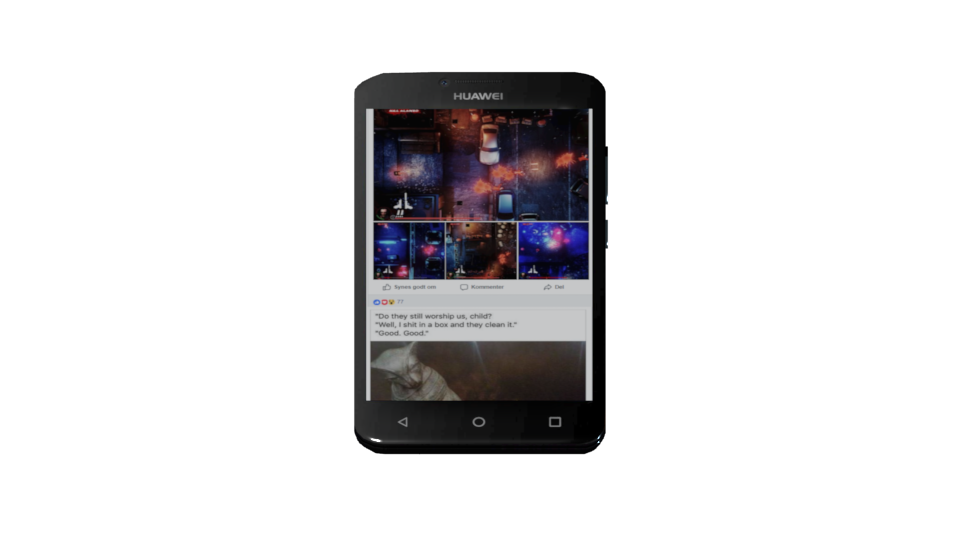 HUAWEI
Synes godt om
Kommenter
Del
77
"Do they still worship us, child?
"Well, I shit in a box and they clean it."
"Good. Good."